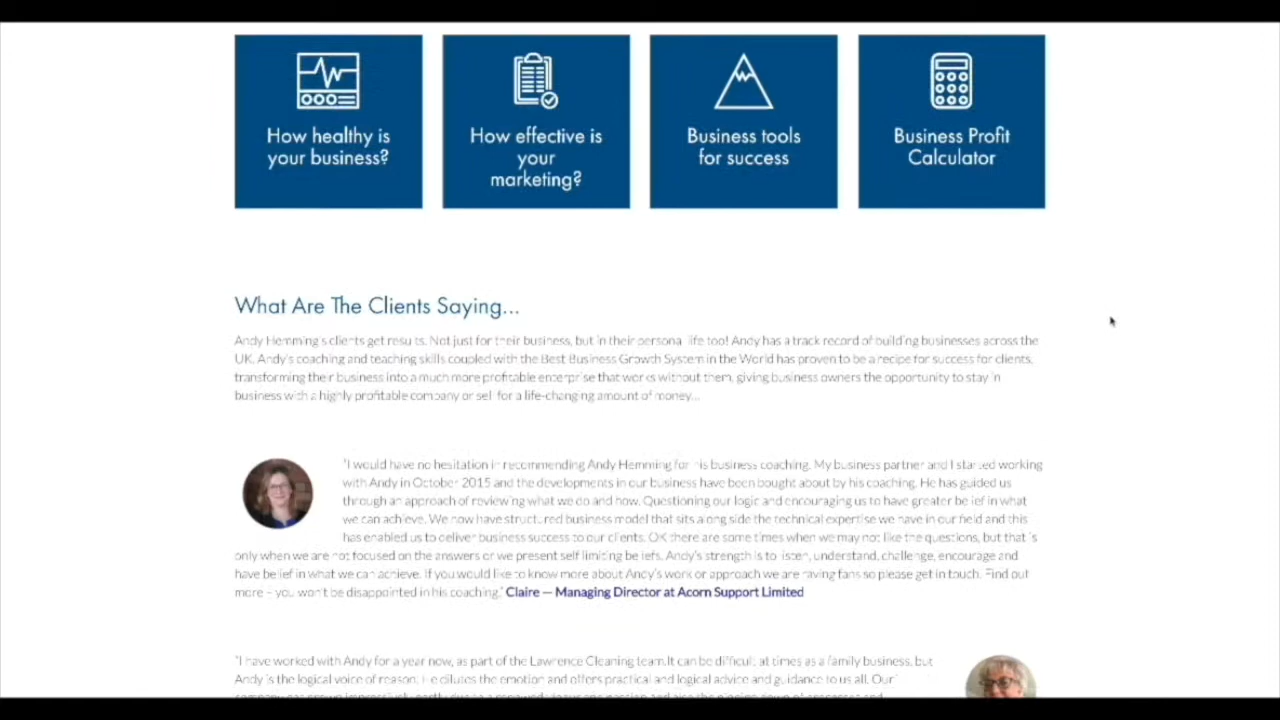 How healthy is
your business?
How effective is
your
marketing?
Business tools
for success
Business Profit
Calculator
What Are The Clients Saying...
Andy Hemming's clients get results. Not just for their business, but in their personal life too! Andy has a track record of building businesses across the
UK. Andy's coaching and teaching skills coupled with the Best Business Growth System in the World has proven to be a recipe for success for clients,
transforming their business into a much more profitable enterprise that works without them, giving business owners the opportunity to stay in
business with a highly profitable company or sell for a life-changing amount of money...
"I would have no hesitation in recommending Andy Hemming for his business coaching. My business partner and I started working
with Andy in October 2015 and the developments in our business have been bought about by his coaching. He has guided us
through an approach of reviewing what we do and how. Questioning our logic and encouraging us to have greater belief in what
we can achieve. We now have structured business model that sits along side the technical expertise we have in our field and this
has enabled us to deliver business success to our clients. OK there are some times when we may not like the questions, but that is
only when we are not focused on the answers or we present self limiting beliefs. Andy's strength is to listen, understand, challenge, encourage and
have belief in what we can achieve. If you would like to know more about Andy's work or approach we are raving fans so please get in touch. Find out
more – you won't be disappointed in his coaching." Claire — Managing Director at Acorn Support Limited
"I have worked with Andy for a year now, as part of the Lawrence Cleaning team.It can be difficult at times as a family business, but
Andy is the logical voice of reason. He dilutes the emotion and offers practical and logical advice and guidance to us all. Our